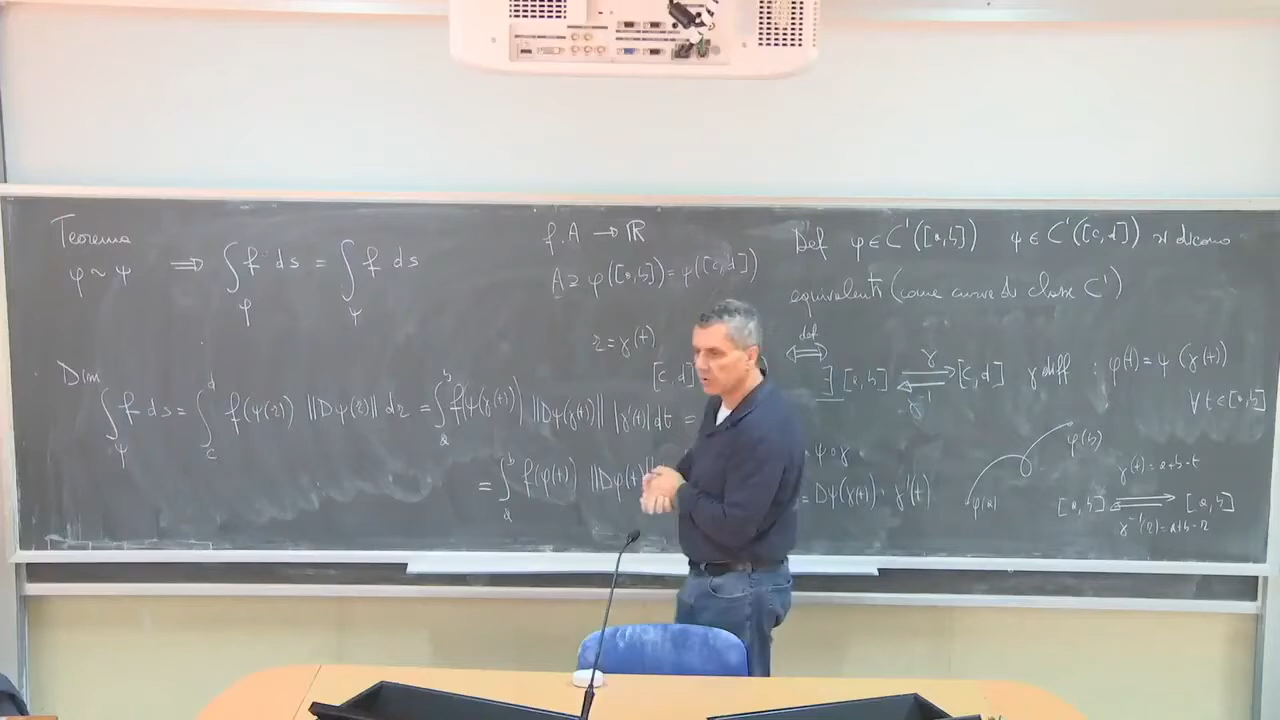 Teorema
φ ~ ψ ⟹ ∫_φ f ds = ∫_ψ f ds
f: A → ℝ
A ⊇ φ([a,b]) = ψ([c,d])
τ = γ(t)
[c,d]
Dim
∫_ψ f ds = ∫_c^d f(ψ(τ)) ||Dψ(τ)|| dτ = ∫_a^b f(ψ(γ(t))) ||Dψ(γ(t))|| |γ'(t)| dt =
= ∫_a^b f(φ(t)) ||Dφ(t)||
Def φ ∈ C¹([a,b]) ψ ∈ C¹([c,d]) si dicono
equivalenti (come curve di classe C¹)
⟺ def
∃ [a,b] ⇄ [c,d] γ diff : φ(t) = ψ(γ(t))
γ
γ⁻¹
∀ t ∈ [a,b]
ψ∘γ
= Dψ(γ(t)) · γ'(t)
φ(a)
φ(b)
γ(t) = a+b-t
[a,b] ⇄ [a,b]
γ⁻¹(τ) = a+b-τ